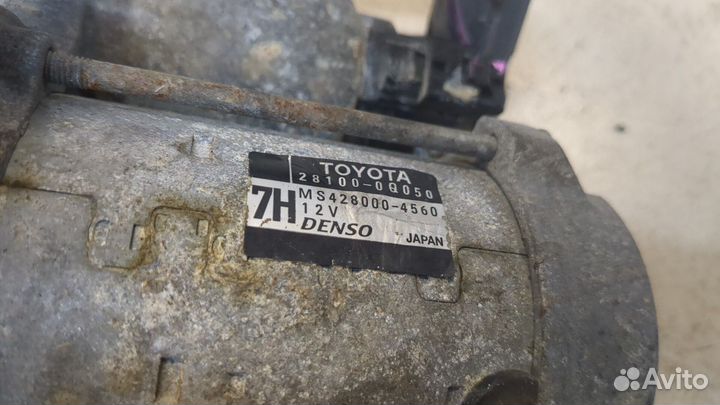 TOYOTA
28100-0Q050
7H
MS428000-4560
12V
DENSO
JAPAN
Avito